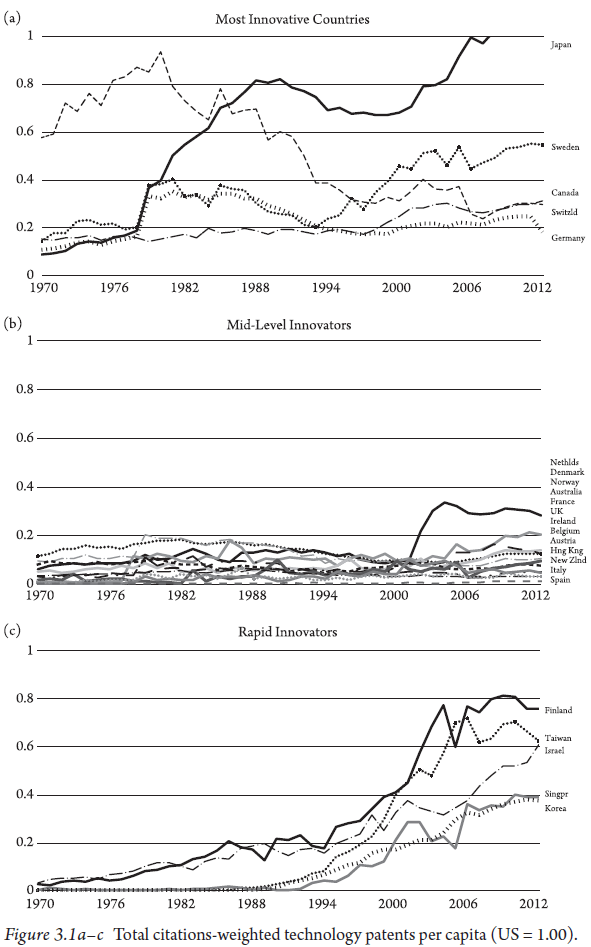 (a)
Most Innovative Countries
1
0.8
0.6
0.4
0.2
0
1970 1976 1982 1988 1994 2000 2006 2012
Japan
Sweden
Canada
Switzld
Germany
(b)
Mid-Level Innovators
1
0.8
0.6
0.4
0.2
0
1970 1976 1982 1988 1994 2000 2006 2012
Nethlds
Denmark
Norway
Australia
France
UK
Ireland
Belgium
Austria
Hng Kng
New Zlnd
Italy
Spain
(c)
Rapid Innovators
1
0.8
0.6
0.4
0.2
0
1970 1976 1982 1988 1994 2000 2006 2012
Finland
Taiwan
Israel
Singpr
Korea
Figure 3.1a–c Total citations-weighted technology patents per capita (US = 1.00).